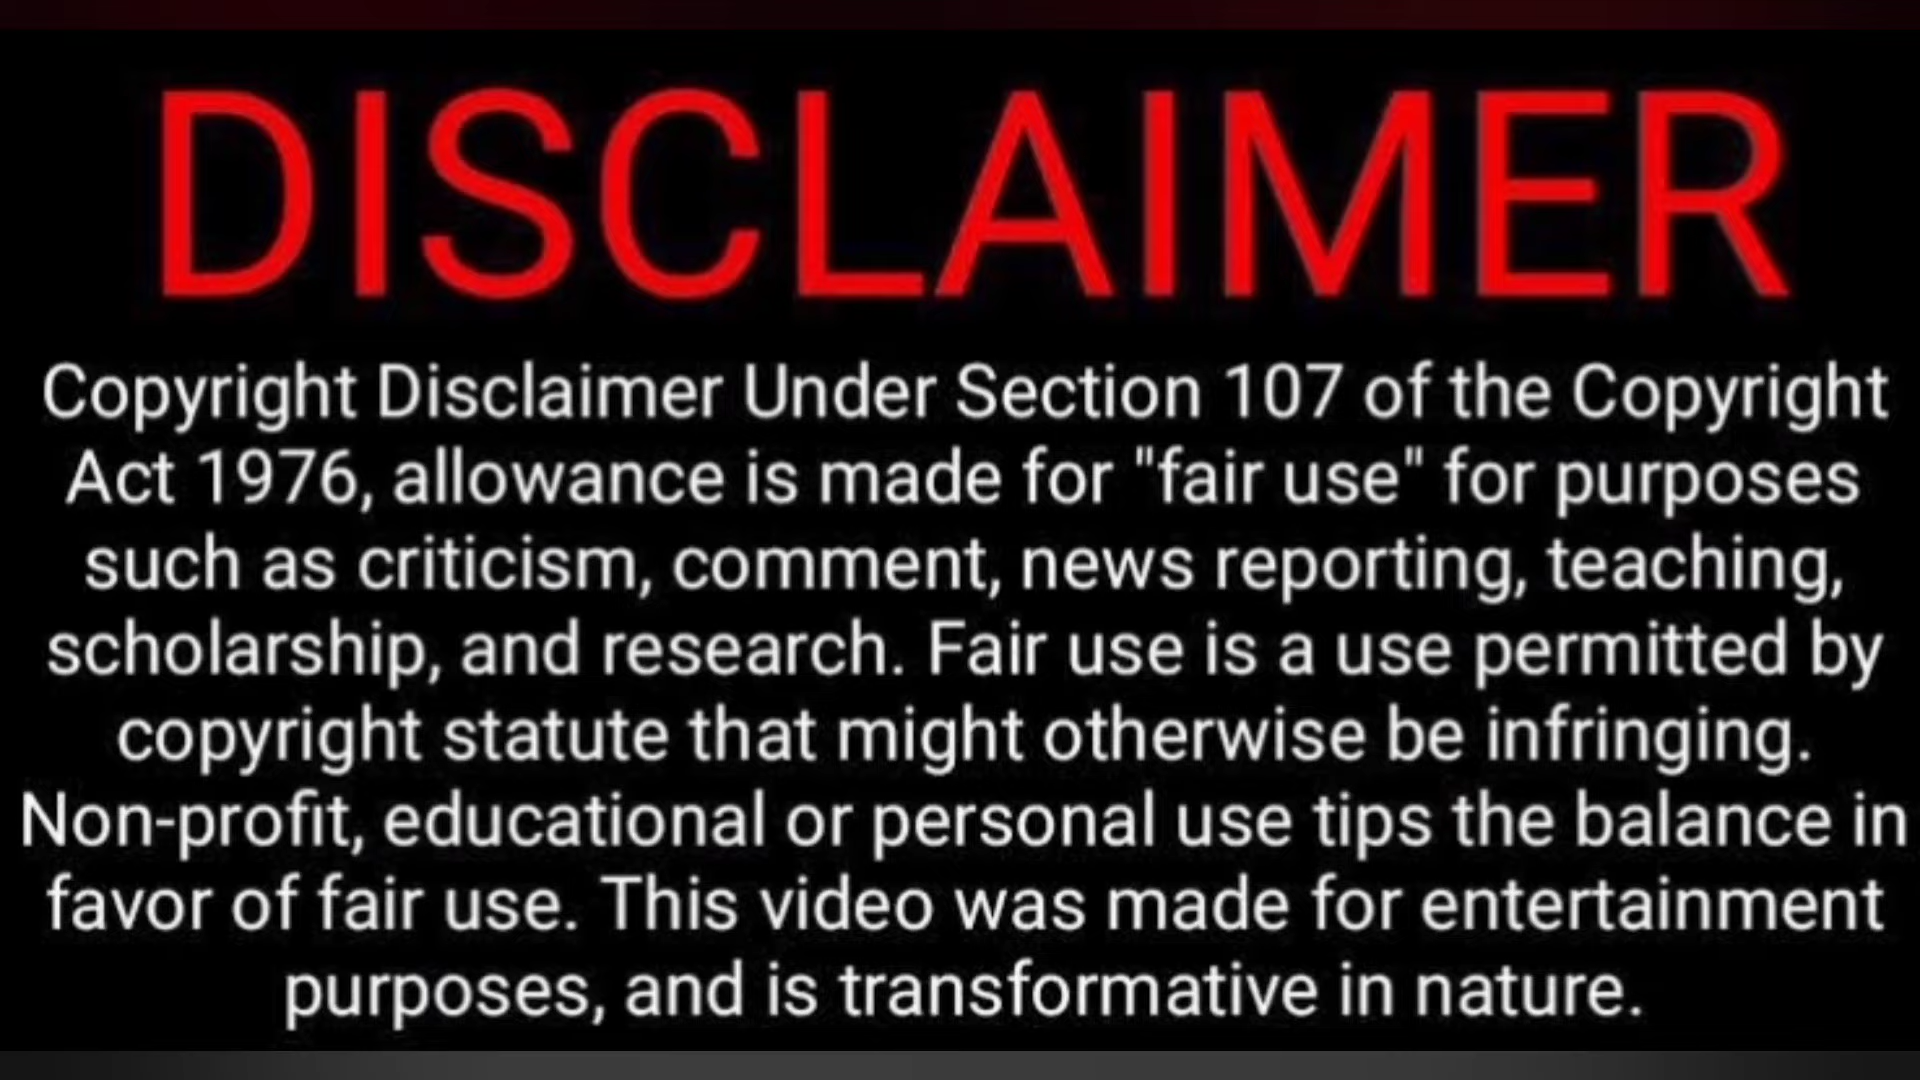 DISCLAIMER
Copyright Disclaimer Under Section 107 of the Copyright
Act 1976, allowance is made for "fair use" for purposes
such as criticism, comment, news reporting, teaching,
scholarship, and research. Fair use is a use permitted by
copyright statute that might otherwise be infringing.
Non-profit, educational or personal use tips the balance in
favor of fair use. This video was made for entertainment
purposes, and is transformative in nature.